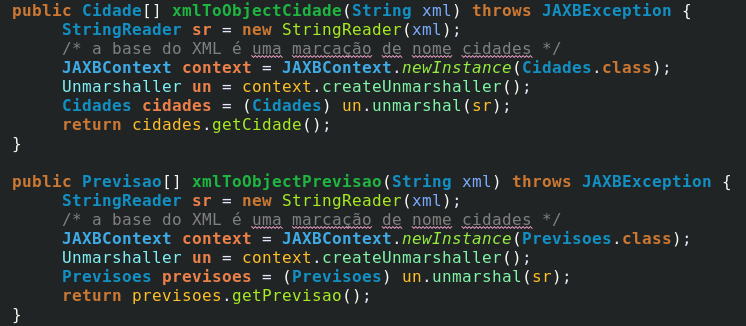 public Cidade[] xmlToObjectCidade(String xml) throws JAXBException {
StringReader sr = new StringReader(xml);
/* a base do XML é uma marcação de nome cidades */
JAXBContext context = JAXBContext.newInstance(Cidades.class);
Unmarshaller un = context.createUnmarshaller();
Cidades cidades = (Cidades) un.unmarshal(sr);
return cidades.getCidade();
}
public Previsao[] xmlToObjectPrevisao(String xml) throws JAXBException {
StringReader sr = new StringReader(xml);
/* a base do XML é uma marcação de nome cidades */
JAXBContext context = JAXBContext.newInstance(Previsoes.class);
Unmarshaller un = context.createUnmarshaller();
Previsoes previsoes = (Previsoes) un.unmarshal(sr);
return previsoes.getPrevisao();
}